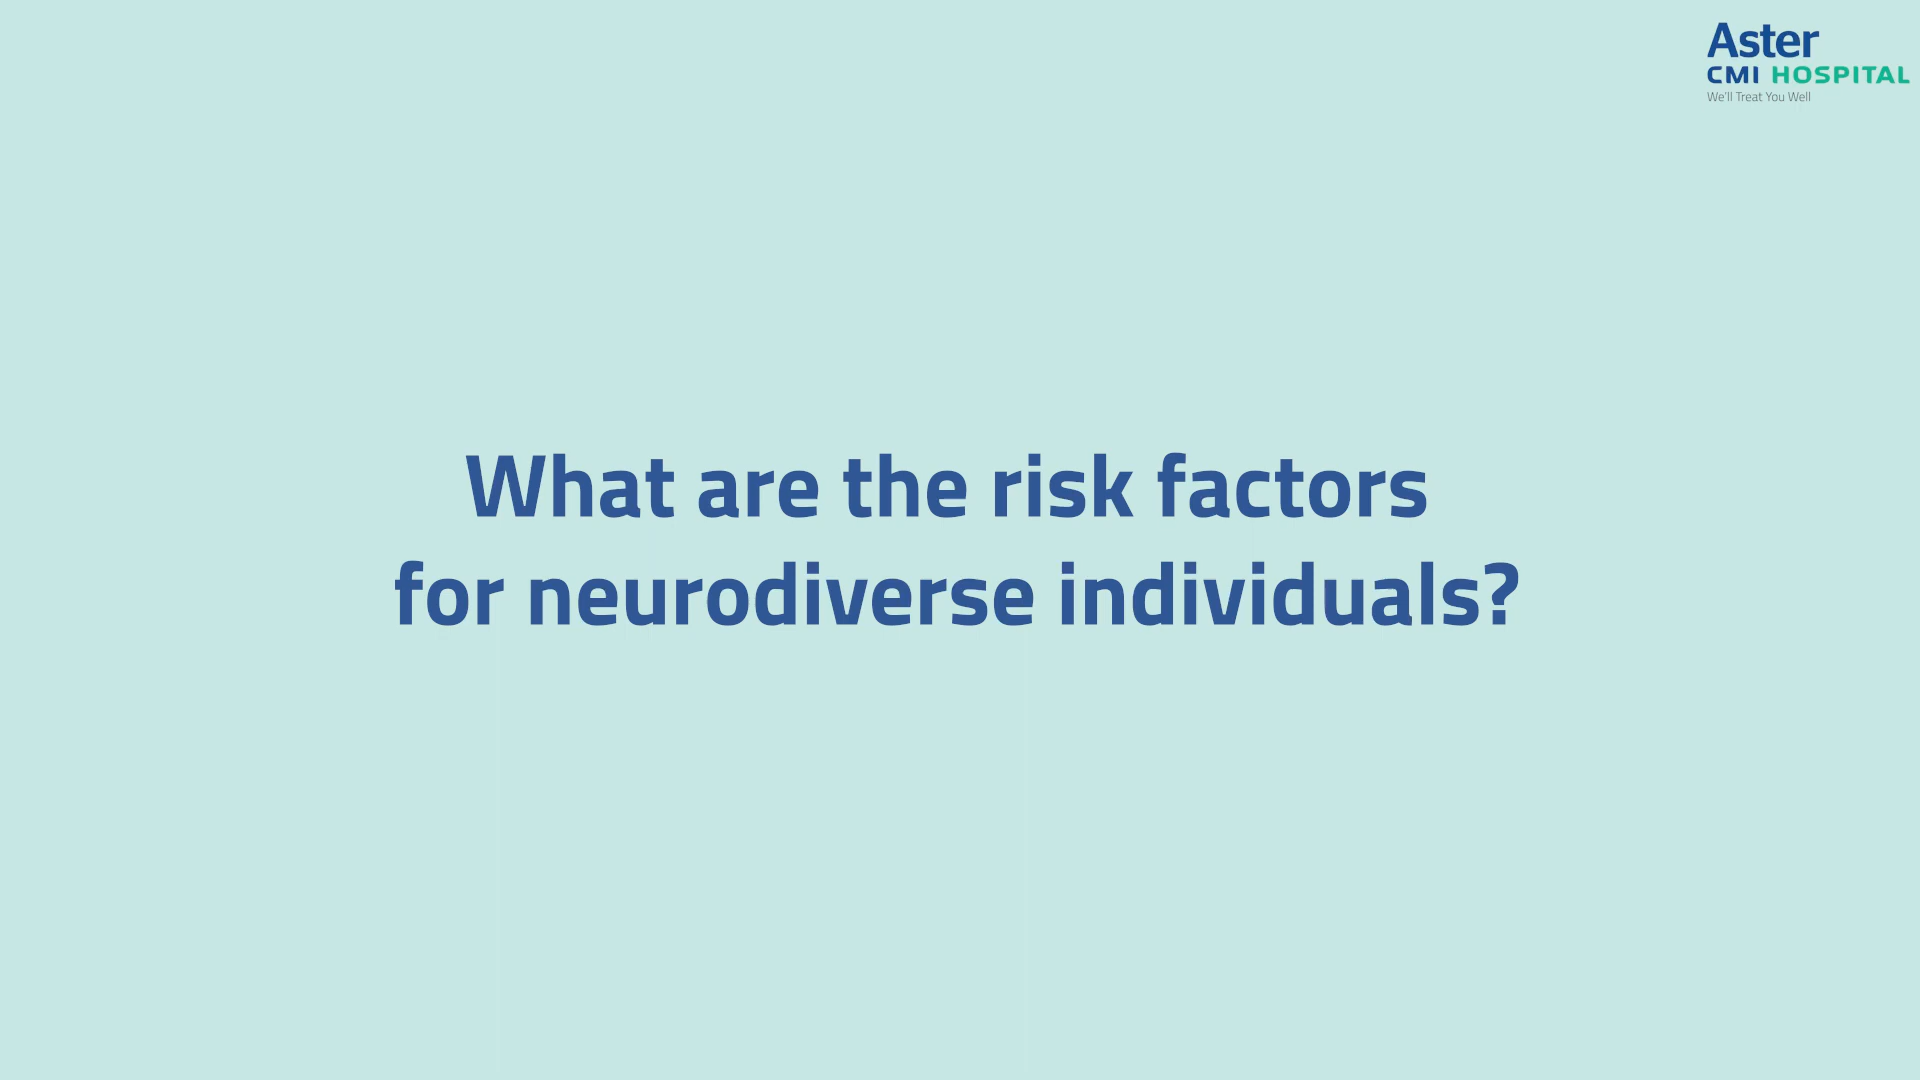 Aster
CMI HOSPITAL
We'll Treat You Well
What are the risk factors
for neurodiverse individuals?